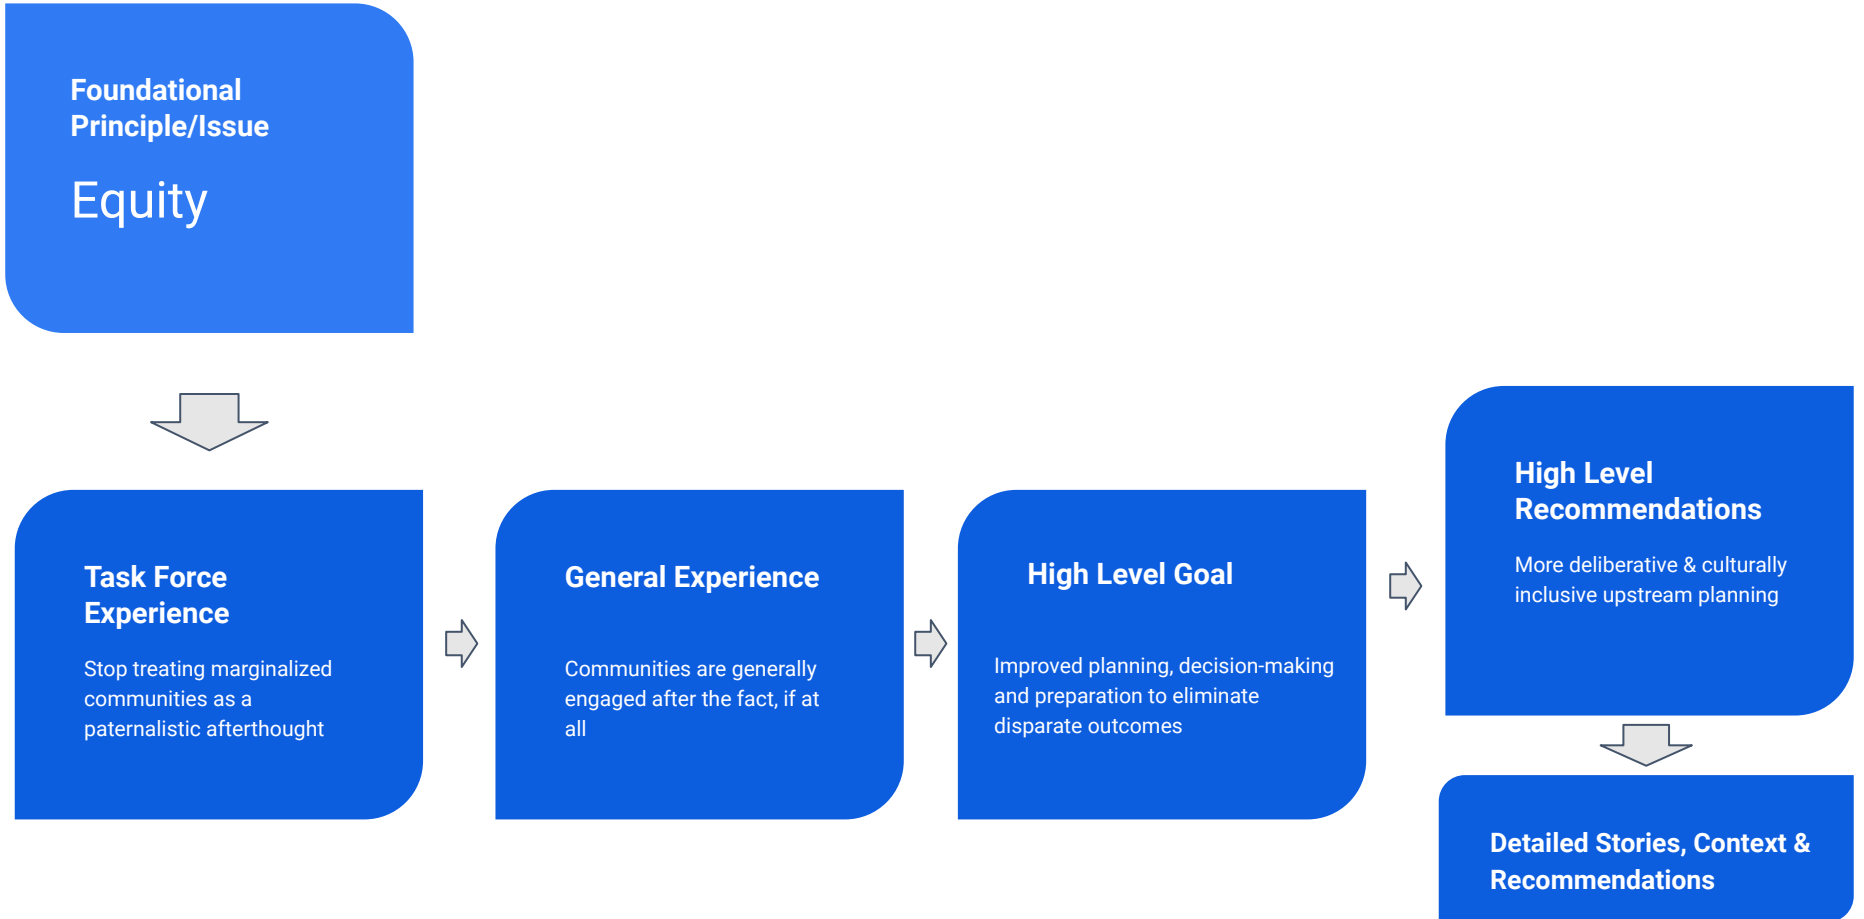 Foundational
Principle/Issue
Equity
Task Force
Experience
Stop treating marginalized
communities as a
paternalistic afterthought
General Experience
Communities are generally
engaged after the fact, if at
all
High Level Goal
Improved planning, decision-making
and preparation to eliminate
disparate outcomes
High Level
Recommendations
More deliberative & culturally
inclusive upstream planning
Detailed Stories, Context &
Recommendations